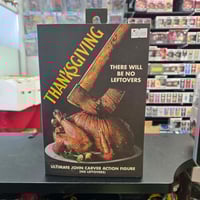 THANKSGIVING
THERE WILL
BE NO
LEFTOVERS
ULTIMATE JOHN CARVER ACTION FIGURE
(NO LEFTOVERS)